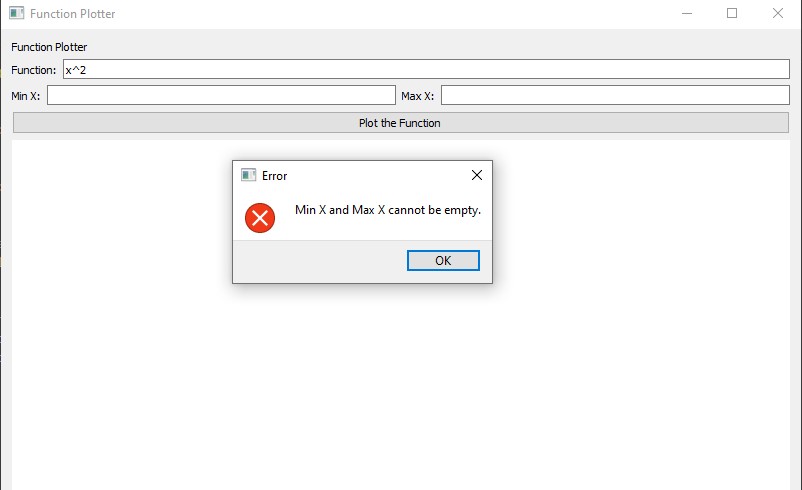 Function Plotter
Function Plotter
Function: x^2
Min X: Max X:
Plot the Function
Error
Min X and Max X cannot be empty.
OK